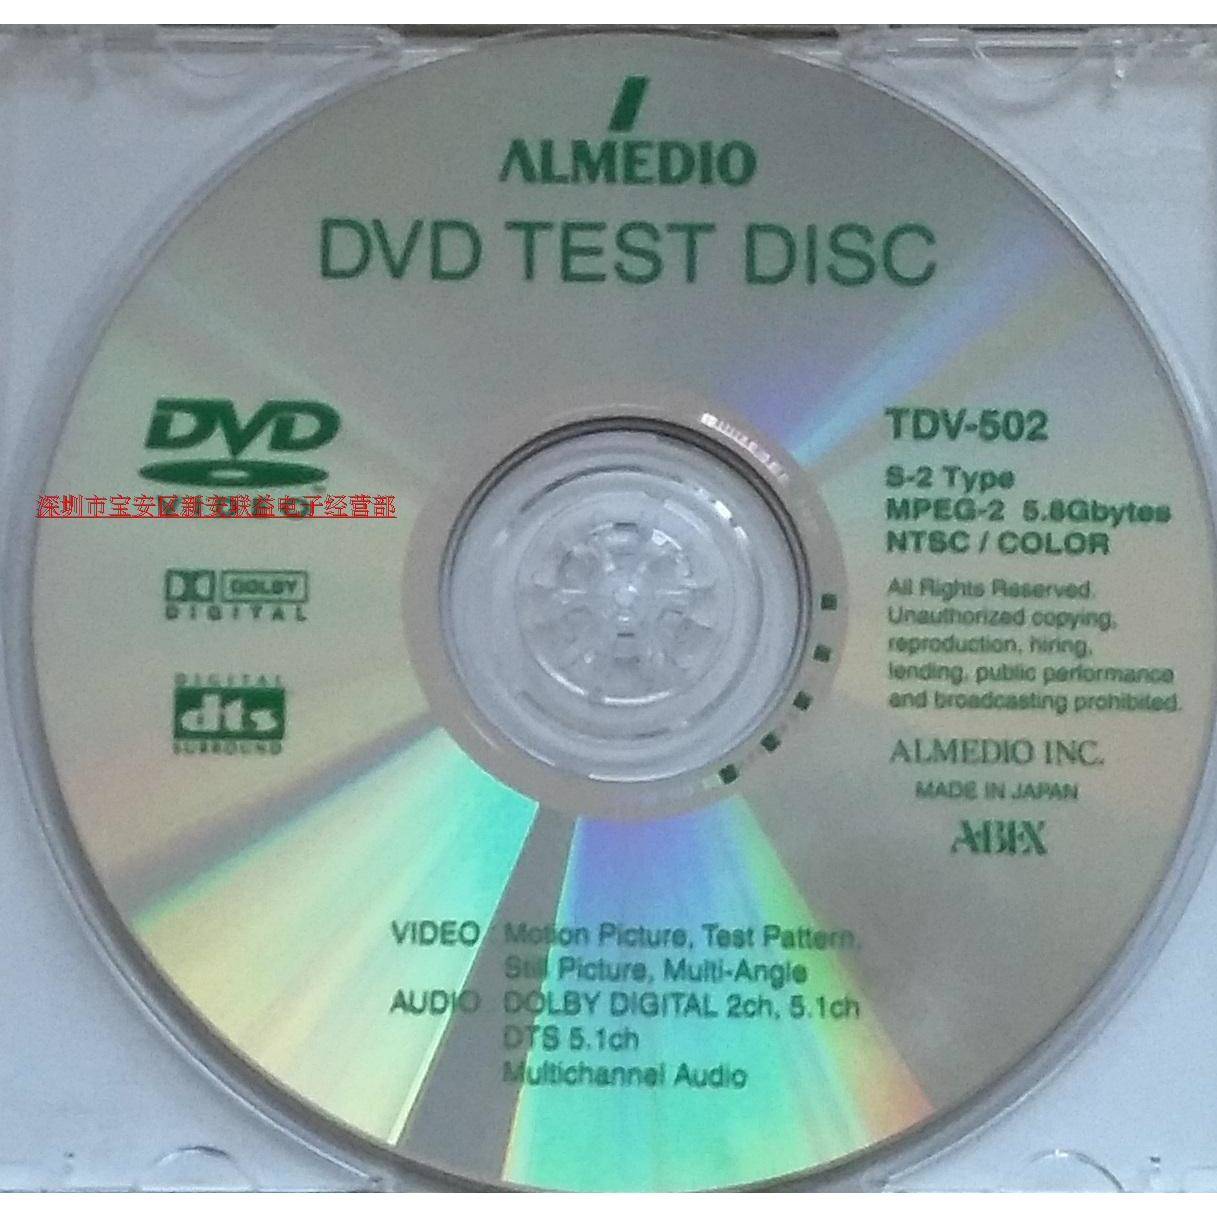 ALMEDIO
DVD TEST DISC
DVD
VIDEO
深圳市宝安区新安联益电子经营部
DOLBY
DIGITAL
DIGITAL
dts
SURROUND
TDV-502
S-2 Type
MPEG-2 5.8Gbytes
NTSC / COLOR
All Rights Reserved.
Unauthorized copying,
reproduction, hiring,
lending, public performance
and broadcasting prohibited.
ALMEDIO INC.
MADE IN JAPAN
ABEX
VIDEO Motion Picture, Test Pattern,
Still Picture, Multi-Angle
AUDIO DOLBY DIGITAL 2ch, 5.1ch
DTS 5.1ch
Multichannel Audio